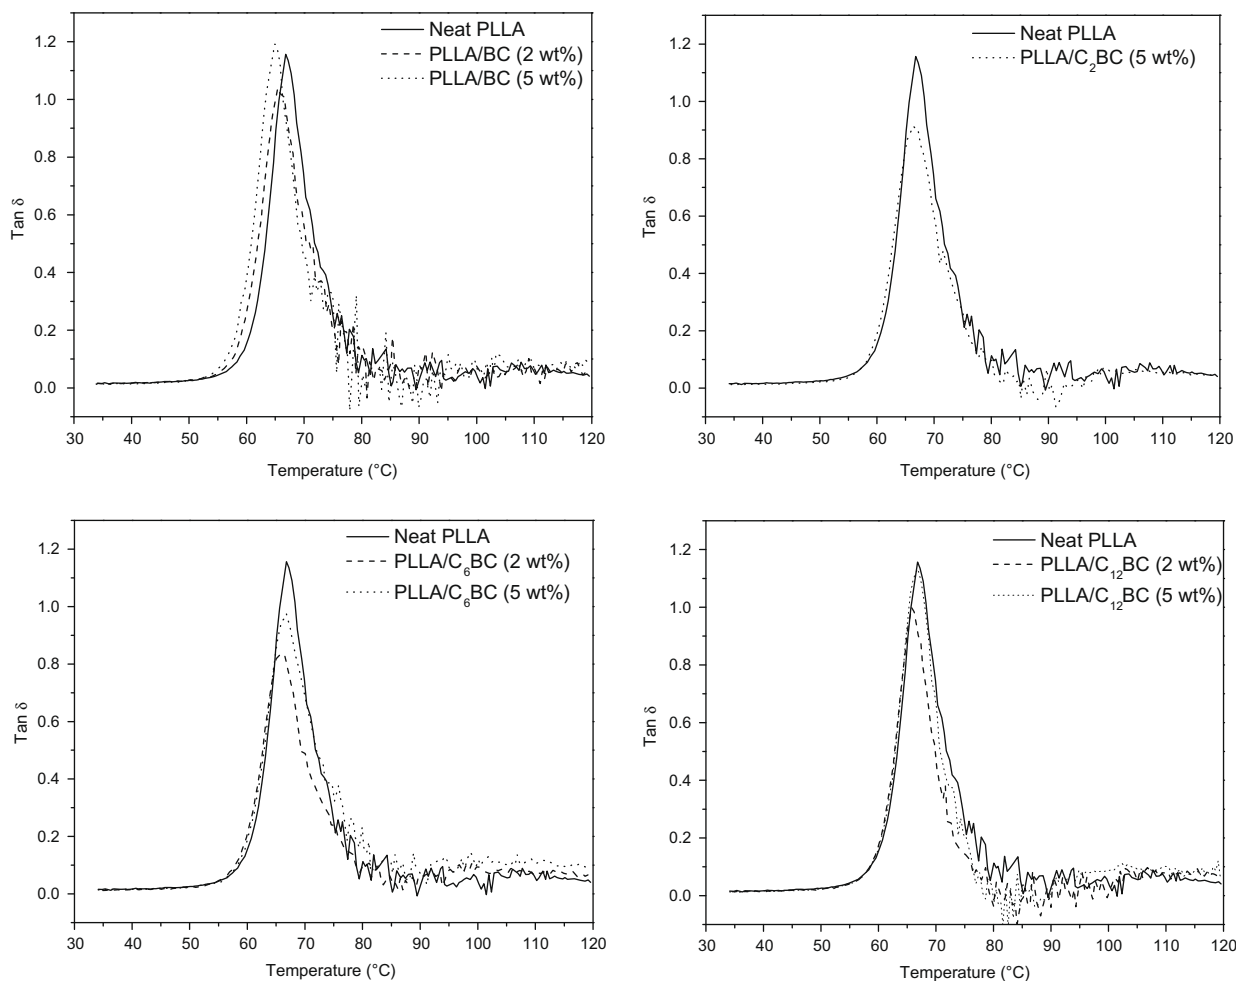 Neat PLLA
PLLA/BC (2 wt%)
PLLA/BC (5 wt%)
1.2
1.0
0.8
0.6
0.4
0.2
0.0
Tan δ
30 40 50 60 70 80 90 100 110 120
Temperature (°C)
Neat PLLA
PLLA/C₂BC (5 wt%)
1.2
1.0
0.8
0.6
0.4
0.2
0.0
Tan δ
30 40 50 60 70 80 90 100 110 120
Temperature (°C)
Neat PLLA
PLLA/C₆BC (2 wt%)
PLLA/C₆BC (5 wt%)
1.2
1.0
0.8
0.6
0.4
0.2
0.0
Tan δ
30 40 50 60 70 80 90 100 110 120
Temperature (°C)
Neat PLLA
PLLA/C₁₂BC (2 wt%)
PLLA/C₁₂BC (5 wt%)
1.2
1.0
0.8
0.6
0.4
0.2
0.0
Tan δ
30 40 50 60 70 80 90 100 110 120
Temperature (°C)